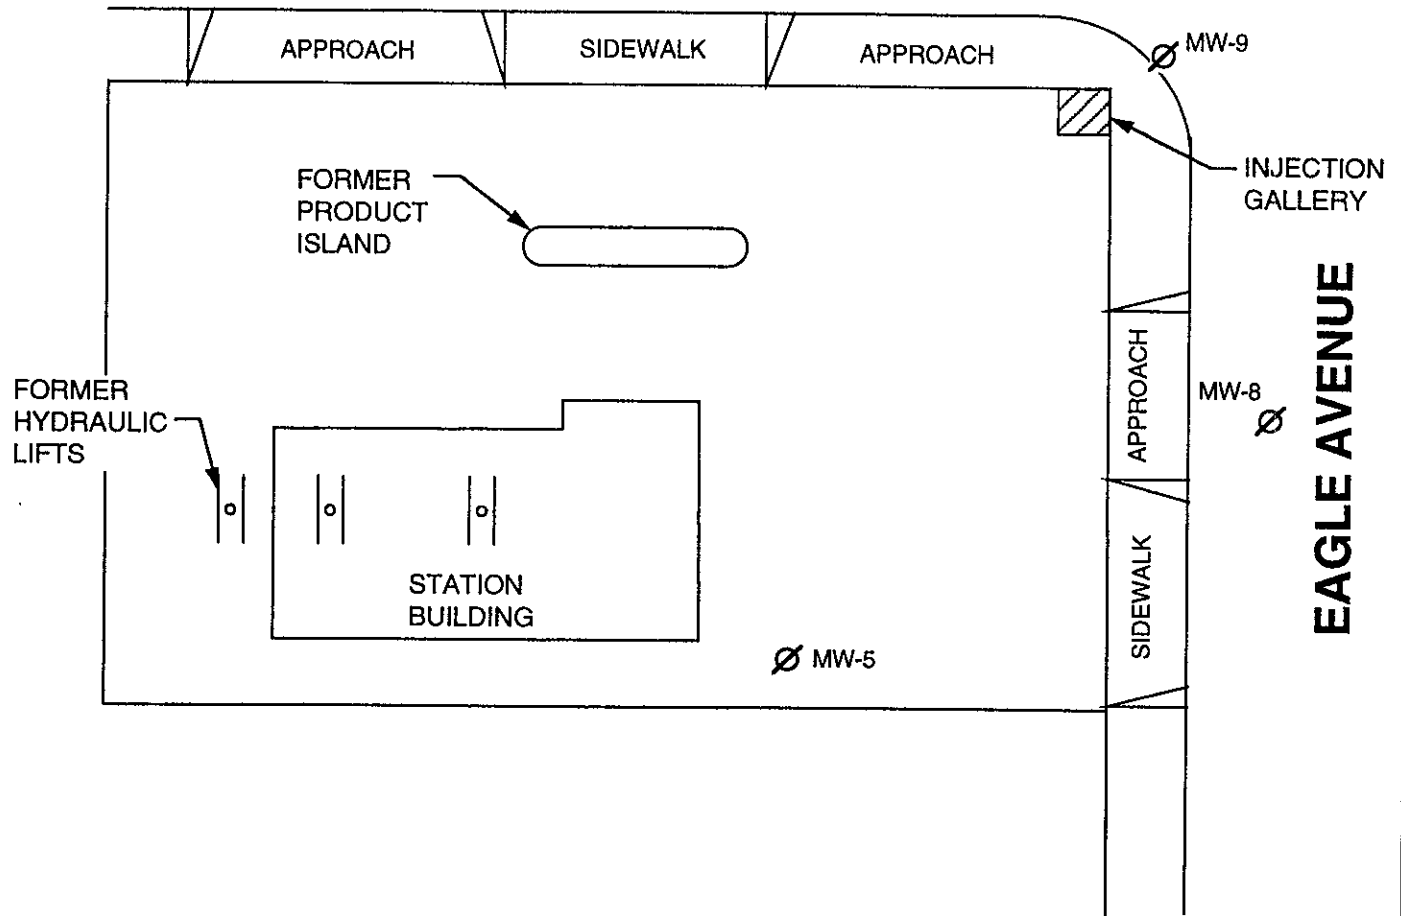 APPROACH
SIDEWALK
APPROACH
MW-9
INJECTION
GALLERY
FORMER
PRODUCT
ISLAND
EAGLE AVENUE
FORMER
HYDRAULIC
LIFTS
APPROACH
MW-8
SIDEWALK
STATION
BUILDING
MW-5